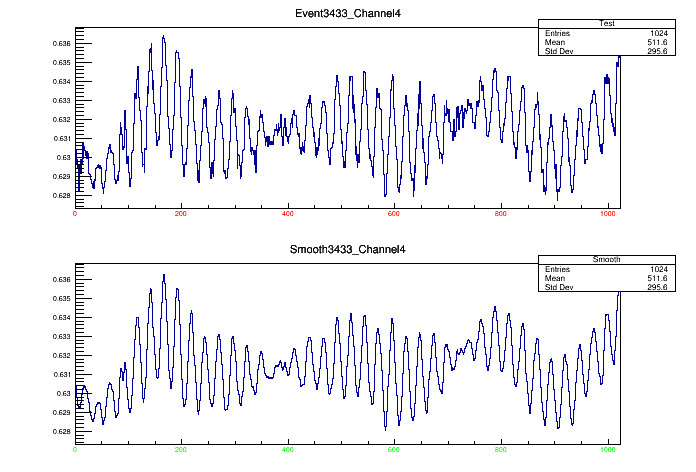 Event3433_Channel4
Test
Entries 1024
Mean 511.6
Std Dev 295.6
0.636
0.635
0.634
0.633
0.632
0.631
0.63
0.629
0.628
0 200 400 600 800 1000
Smooth3433_Channel4
Smooth
Entries 1024
Mean 511.6
Std Dev 295.6
0.636
0.635
0.634
0.633
0.632
0.631
0.63
0.629
0.628
0 200 400 600 800 1000